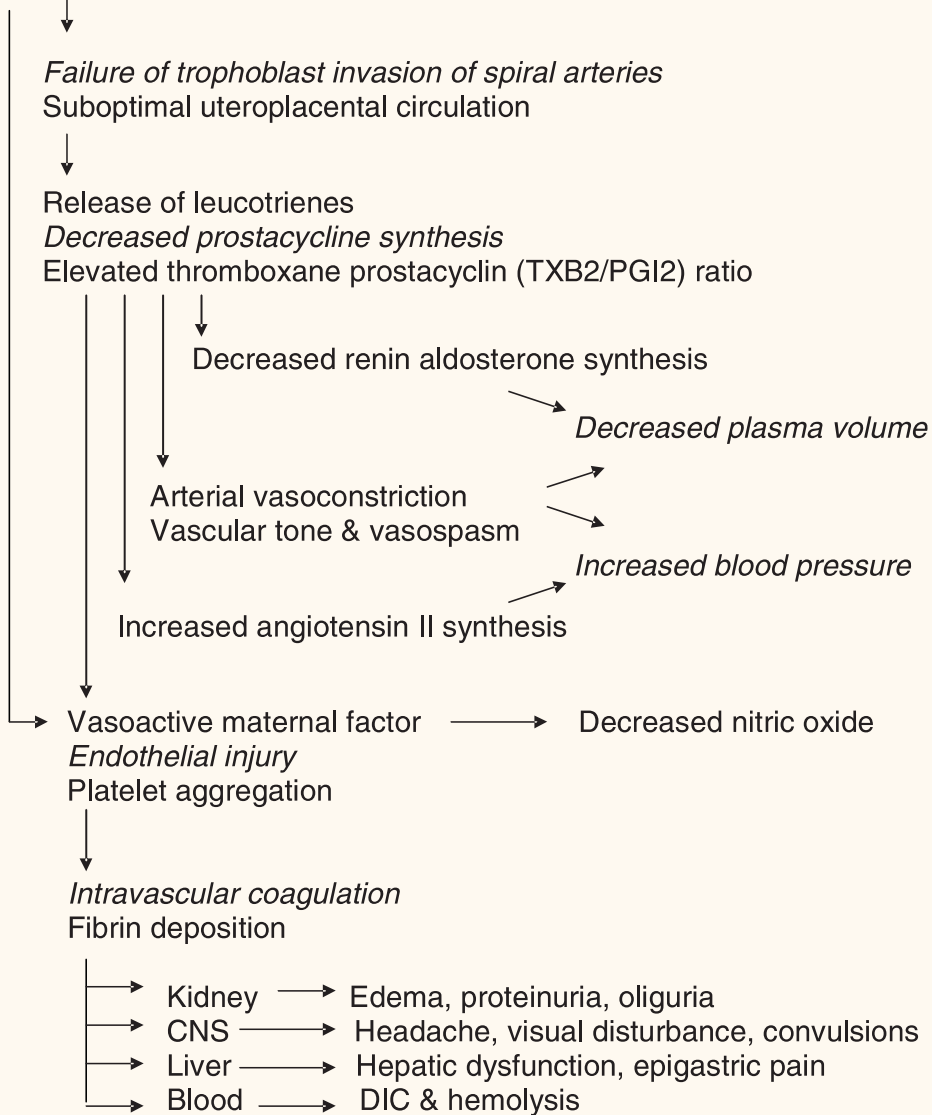 Failure of trophoblast invasion of spiral arteries
Suboptimal uteroplacental circulation
Release of leucotrienes
Decreased prostacycline synthesis
Elevated thromboxane prostacyclin (TXB2/PGI2) ratio
Decreased renin aldosterone synthesis
Decreased plasma volume
Arterial vasoconstriction
Vascular tone & vasospasm
Increased blood pressure
Increased angiotensin II synthesis
Vasoactive maternal factor Decreased nitric oxide
Endothelial injury
Platelet aggregation
Intravascular coagulation
Fibrin deposition
Kidney Edema, proteinuria, oliguria
CNS Headache, visual disturbance, convulsions
Liver Hepatic dysfunction, epigastric pain
Blood DIC & hemolysis